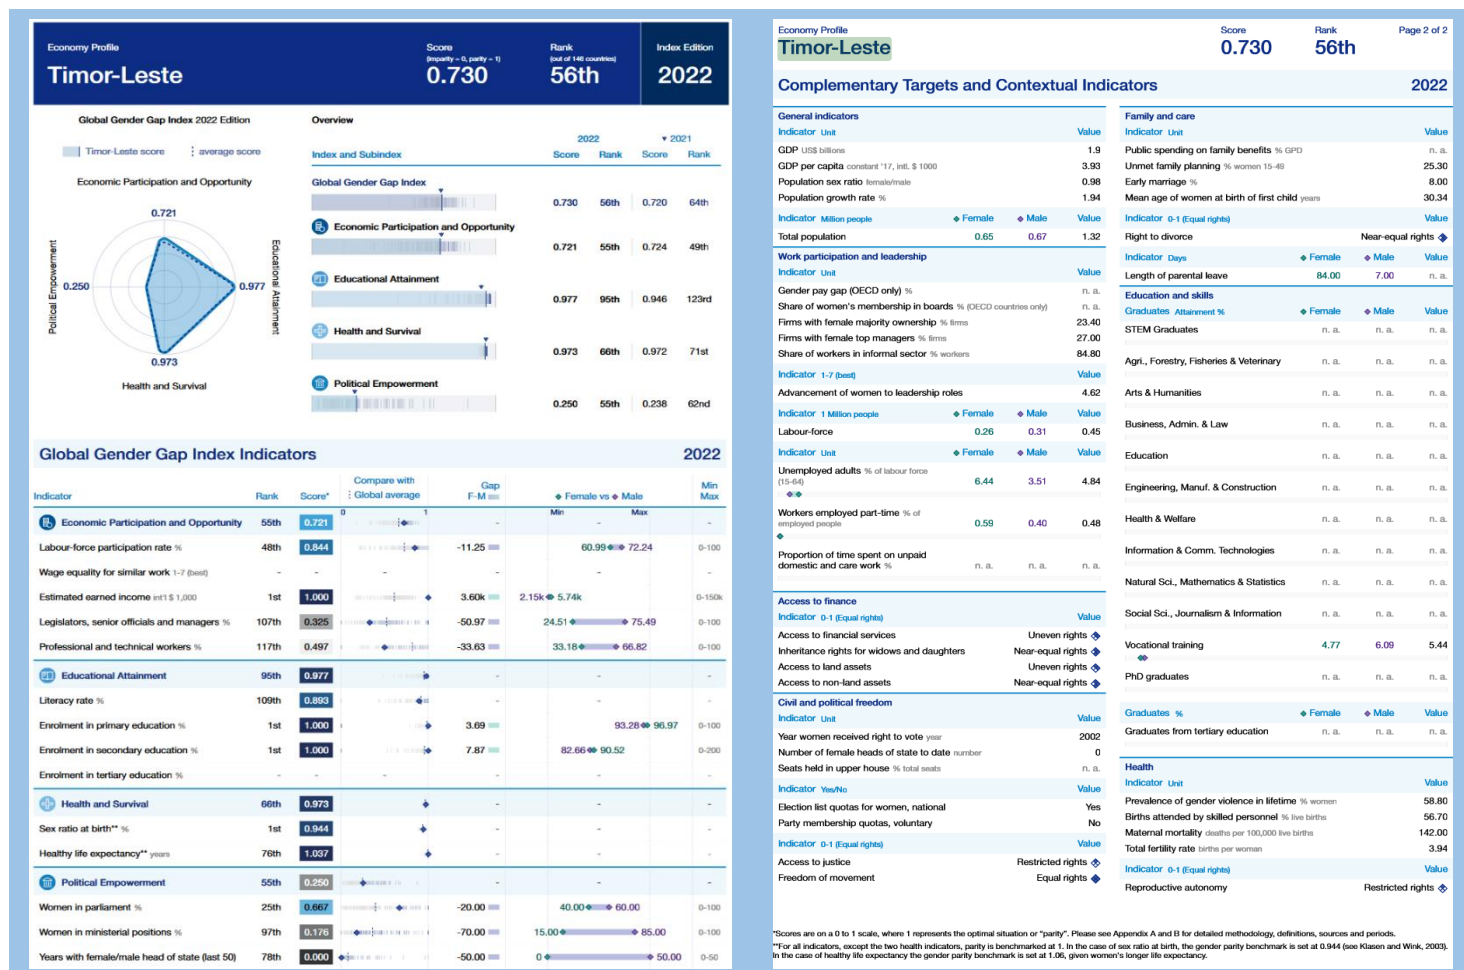 Economy Profile
Timor-Leste
Score
(imparity = 0, parity = 1)
0.730
Rank
(out of 146 countries)
56th
Index Edition
2022
Global Gender Gap Index 2022 Edition
Timor-Leste score
average score
Economic Participation and Opportunity
0.721
Political Empowerment
0.250
0.977
Educational Attainment
0.973
Health and Survival
Overview
2022 2021
Index and Subindex Score Rank Score Rank
Global Gender Gap Index
0.730 56th 0.720 64th
Economic Participation and Opportunity
0.721 55th 0.724 49th
Educational Attainment
0.977 95th 0.946 123rd
Health and Survival
0.973 66th 0.972 71st
Political Empowerment
0.250 55th 0.238 62nd
Global Gender Gap Index Indicators 2022
Indicator Rank Score* Compare with Global average Gap F-M Female vs Male Min Max
0 1 Min Max
Economic Participation and Opportunity 55th 0.721 - - -
Labour-force participation rate % 48th 0.844 -11.25 60.99 72.24 0-100
Wage equality for similar work 1-7 (best) - - - - -
Estimated earned income int'l $ 1,000 1st 1.000 3.60k 2.15k 5.74k 0-150k
Legislators, senior officials and managers % 107th 0.325 -50.97 24.51 75.49 0-100
Professional and technical workers % 117th 0.497 -33.63 33.18 66.82 0-100
Educational Attainment 95th 0.977 - - -
Literacy rate % 109th 0.893 - - -
Enrolment in primary education % 1st 1.000 3.69 93.28 96.97 0-100
Enrolment in secondary education % 1st 1.000 7.87 82.66 90.52 0-200
Enrolment in tertiary education % - - - - -
Health and Survival 66th 0.973 - - -
Sex ratio at birth** % 1st 0.944 - - -
Healthy life expectancy** years 76th 1.037 - - -
Political Empowerment 55th 0.250 - - -
Women in parliament % 25th 0.667 -20.00 40.00 60.00 0-100
Women in ministerial positions % 97th 0.176 -70.00 15.00 85.00 0-100
Years with female/male head of state (last 50) 78th 0.000 -50.00 0 50.00 0-50
Economy Profile
Timor-Leste
Score
0.730
Rank
56th
Page 2 of 2
Complementary Targets and Contextual Indicators 2022
General indicators
Indicator Unit Value
GDP US$ billions 1.9
GDP per capita constant '17, intl. $ 1000 3.93
Population sex ratio female/male 0.98
Population growth rate % 1.94
Indicator Million people Female Male Value
Total population 0.65 0.67 1.32
Work participation and leadership
Indicator Unit Value
Gender pay gap (OECD only) % n. a.
Share of women's membership in boards % (OECD countries only) n. a.
Firms with female majority ownership % firms 23.40
Firms with female top managers % firms 27.00
Share of workers in informal sector % workers 84.80
Indicator 1-7 (best) Value
Advancement of women to leadership roles 4.62
Indicator 1 Million people Female Male Value
Labour-force 0.26 0.31 0.45
Indicator Unit Female Male Value
Unemployed adults % of labour force
(15-64) 6.44 3.51 4.84
Workers employed part-time % of
employed people 0.59 0.40 0.48
Proportion of time spent on unpaid
domestic and care work % n. a. n. a. n. a.
Access to finance
Indicator 0-1 (Equal rights) Value
Access to financial services Uneven rights
Inheritance rights for widows and daughters Near-equal rights
Access to land assets Uneven rights
Access to non-land assets Near-equal rights
Civil and political freedom
Indicator Unit Value
Year women received right to vote year 2002
Number of female heads of state to date number 0
Seats held in upper house % total seats n. a.
Indicator Yes/No Value
Election list quotas for women, national Yes
Party membership quotas, voluntary No
Indicator 0-1 (Equal rights) Value
Access to justice Restricted rights
Freedom of movement Equal rights
Family and care
Indicator Unit Value
Public spending on family benefits % GPD n. a.
Unmet family planning % women 15-49 25.30
Early marriage % 8.00
Mean age of women at birth of first child years 30.34
Indicator 0-1 (Equal rights) Value
Right to divorce Near-equal rights
Indicator Days Female Male Value
Length of parental leave 84.00 7.00 n. a.
Education and skills
Graduates Attainment % Female Male Value
STEM Graduates n. a. n. a. n. a.
Agri., Forestry, Fisheries & Veterinary n. a. n. a. n. a.
Arts & Humanities n. a. n. a. n. a.
Business, Admin. & Law n. a. n. a. n. a.
Education n. a. n. a. n. a.
Engineering, Manuf. & Construction n. a. n. a. n. a.
Health & Welfare n. a. n. a. n. a.
Information & Comm. Technologies n. a. n. a. n. a.
Natural Sci., Mathematics & Statistics n. a. n. a. n. a.
Social Sci., Journalism & Information n. a. n. a. n. a.
Vocational training 4.77 6.09 5.44
PhD graduates n. a. n. a. n. a.
Graduates % Female Male Value
Graduates from tertiary education n. a. n. a. n. a.
Health
Indicator Unit Value
Prevalence of gender violence in lifetime % women 58.80
Births attended by skilled personnel % live births 56.70
Maternal mortality deaths per 100,000 live births 142.00
Total fertility rate births per woman 3.94
Indicator 0-1 (Equal rights) Value
Reproductive autonomy Restricted rights
*Scores are on a 0 to 1 scale, where 1 represents the optimal situation or "parity". Please see Appendix A and B for detailed methodology, definitions, sources and periods.
**For all indicators, except the two health indicators, parity is benchmarked at 1. In the case of sex ratio at birth, the gender parity benchmark is set at 0.944 (see Klasen and Wink, 2003).
In the case of healthy life expectancy the gender parity benchmark is set at 1.06, given women's longer life expectancy.